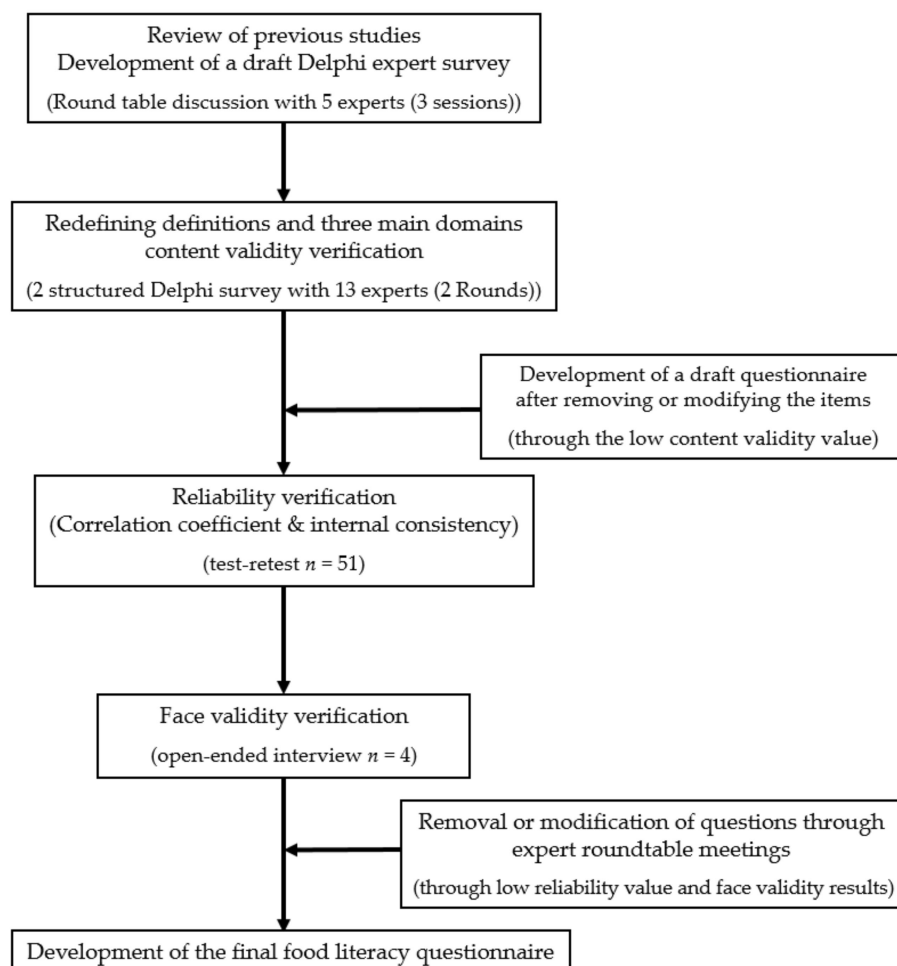 Review of previous studies
Development of a draft Delphi expert survey
(Round table discussion with 5 experts (3 sessions))
Redefining definitions and three main domains
content validity verification
(2 structured Delphi survey with 13 experts (2 Rounds))
Development of a draft questionnaire
after removing or modifying the items
(through the low content validity value)
Reliability verification
(Correlation coefficient & internal consistency)
(test-retest n = 51)
Face validity verification
(open-ended interview n = 4)
Removal or modification of questions through
expert roundtable meetings
(through low reliability value and face validity results)
Development of the final food literacy questionnaire